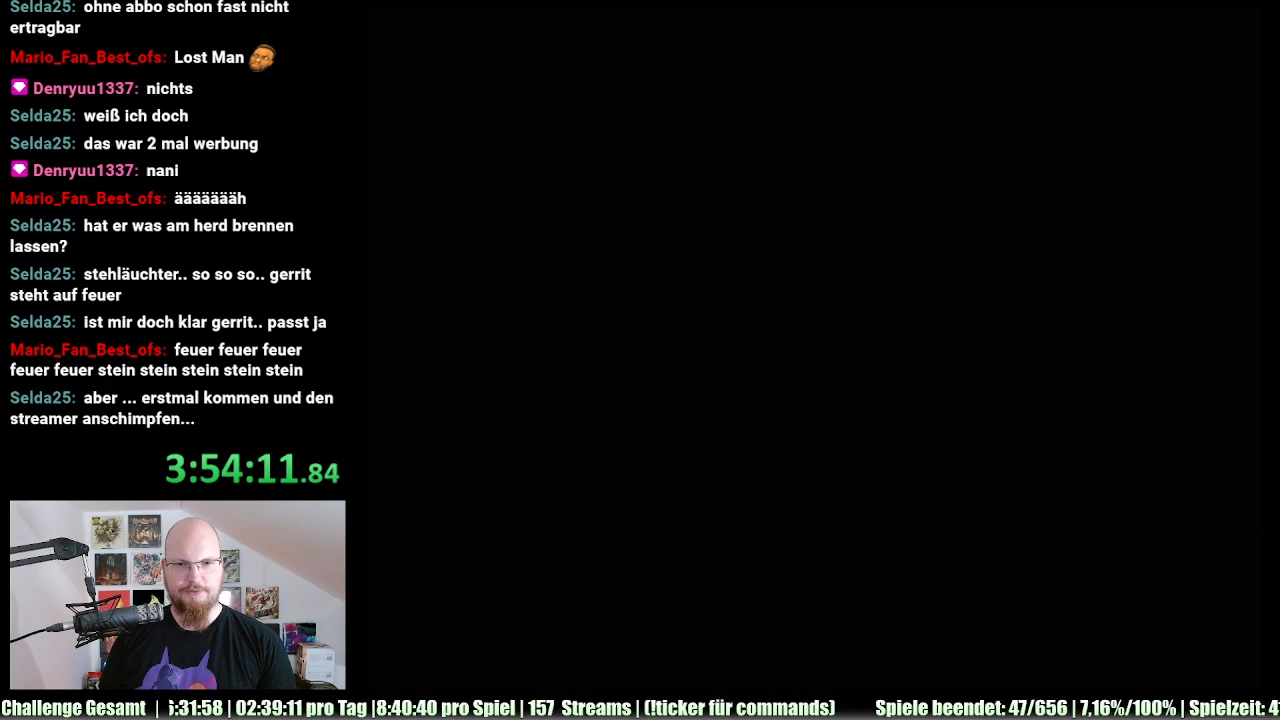 Selda25: ohne abbo schon fast nicht
ertragbar
Mario_Fan_Best_ofs: Lost Man
Denryuu1337: nichts
Selda25: weiß ich doch
Selda25: das war 2 mal werbung
Denryuu1337: nani
Mario_Fan_Best_ofs: äääääääh
Selda25: hat er was am herd brennen
lassen?
Selda25: stehläuchter.. so so so.. gerrit
steht auf feuer
Selda25: ist mir doch klar gerrit.. passt ja
Mario_Fan_Best_ofs: feuer feuer feuer
feuer feuer stein stein stein stein stein
Selda25: aber ... erstmal kommen und den
streamer anschimpfen...
3:54:11.84
Challenge Gesamt | :31:58 | 02:39:11 pro Tag |8:40:40 pro Spiel | 157 Streams | (!ticker für commands) Spiele beendet: 47/656 | 7,16%/100% | Spielzeit: 4